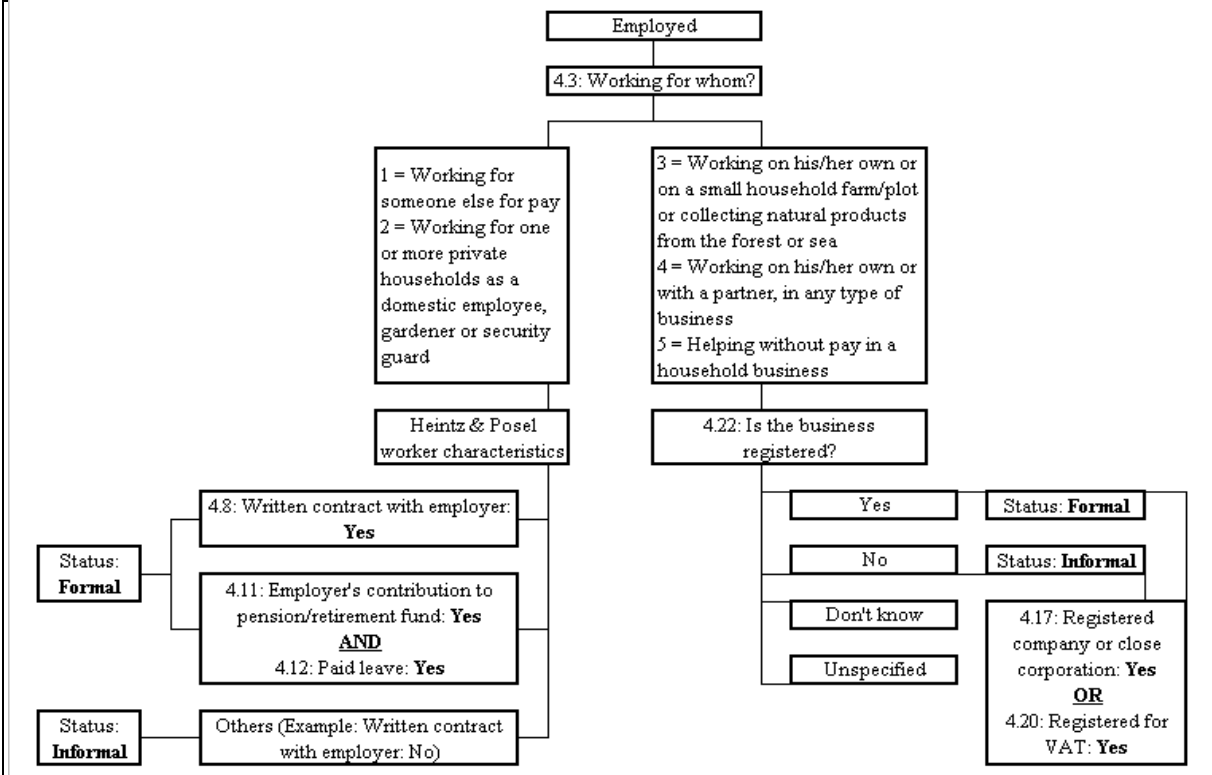 Employed
4.3: Working for whom?
1 = Working for
someone else for pay
2 = Working for one
or more private
households as a
domestic employee,
gardener or security
guard
3 = Working on his/her own or
on a small household farm/plot
or collecting natural products
from the forest or sea
4 = Working on his/her own or
with a partner, in any type of
business
5 = Helping without pay in a
household business
Heintz & Posel
worker characteristics
4.22: Is the business
registered?
4.8: Written contract with employer:
Yes
Status:
Formal
4.11: Employer's contribution to
pension/retirement fund: Yes
AND
4.12: Paid leave: Yes
Status:
Informal
Others (Example: Written contract
with employer: No)
Yes
Status: Formal
No
Status: Informal
Don't know
Unspecified
4.17: Registered
company or close
corporation: Yes
OR
4.20: Registered for
VAT: Yes